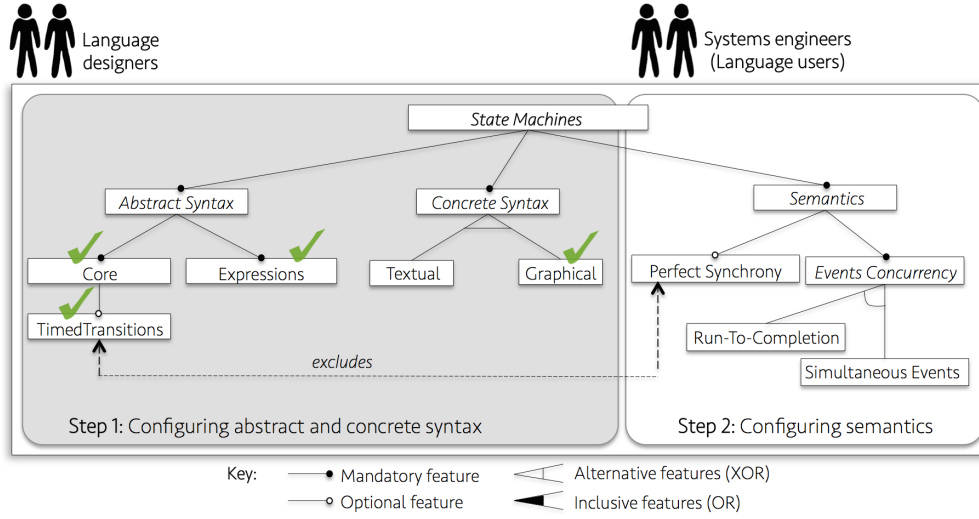 Language
designers
Systems engineers
(Language users)
State Machines
Abstract Syntax
Concrete Syntax
Semantics
Core
Expressions
Textual
Graphical
Perfect Synchrony
Events Concurrency
TimedTransitions
Run-To-Completion
excludes
Simultaneous Events
Step 1: Configuring abstract and concrete syntax
Step 2: Configuring semantics
Key:
Mandatory feature
Alternative features (XOR)
Optional feature
Inclusive features (OR)